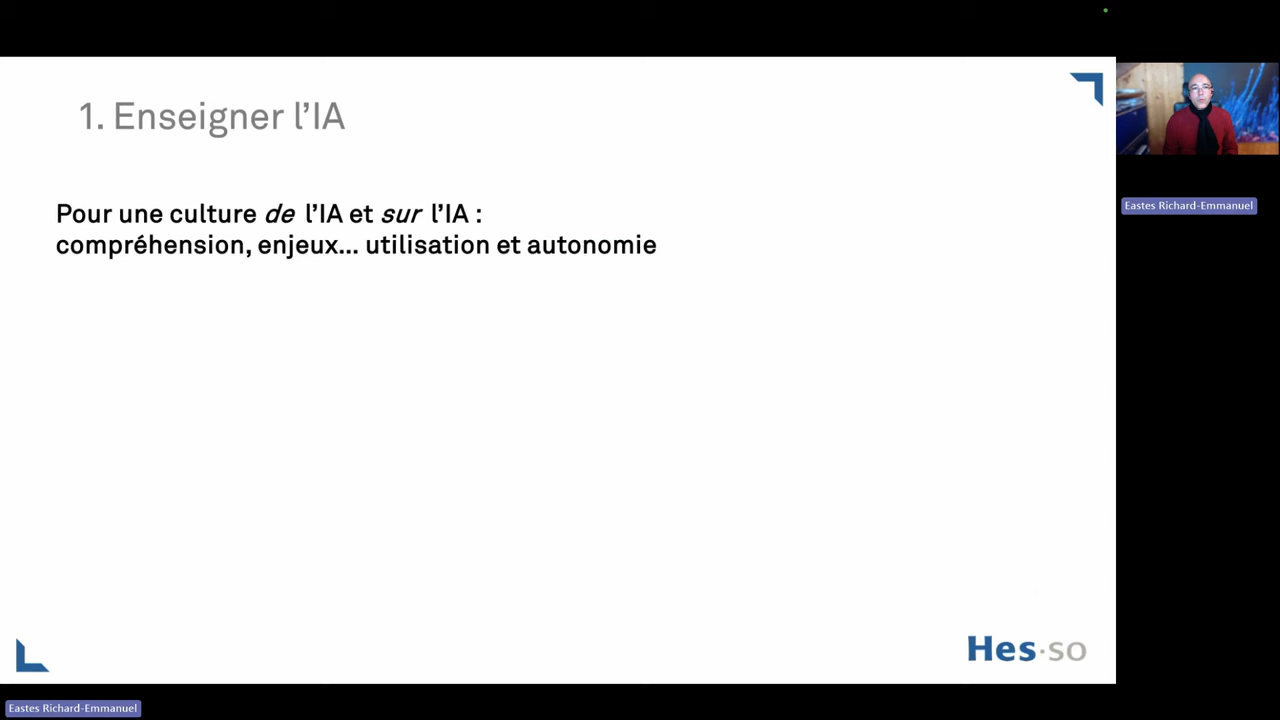 1. Enseigner l'IA
Pour une culture de l'IA et sur l'IA :
compréhension, enjeux... utilisation et autonomie
Eastes Richard-Emmanuel
Hes·so
Eastes Richard-Emmanuel